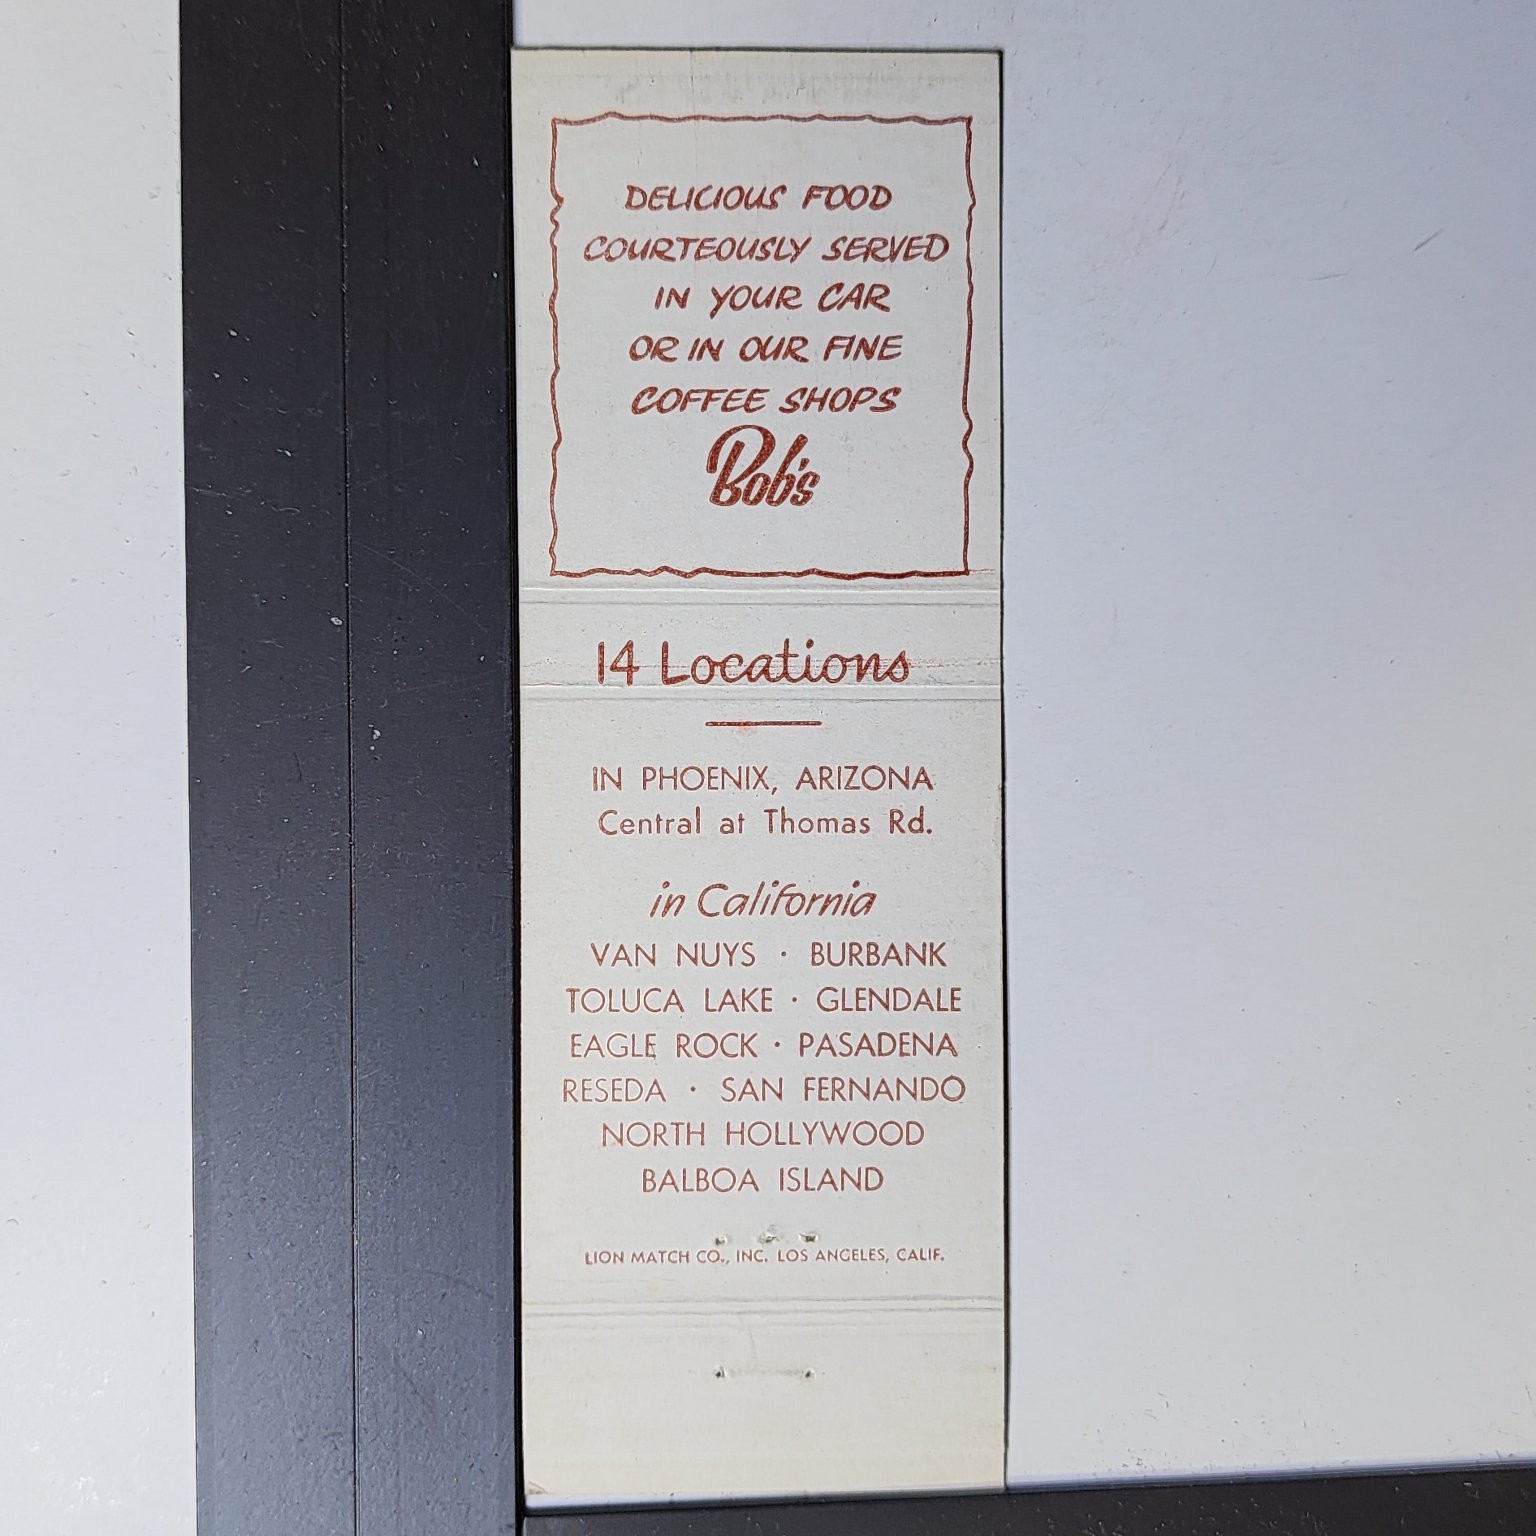 DELICIOUS FOOD
COURTEOUSLY SERVED
IN YOUR CAR
OR IN OUR FINE
COFFEE SHOPS
Bob's
14 Locations
IN PHOENIX, ARIZONA
Central at Thomas Rd.
in California
VAN NUYS · BURBANK
TOLUCA LAKE · GLENDALE
EAGLE ROCK · PASADENA
RESEDA · SAN FERNANDO
NORTH HOLLYWOOD
BALBOA ISLAND
LION MATCH CO., INC. LOS ANGELES, CALIF.